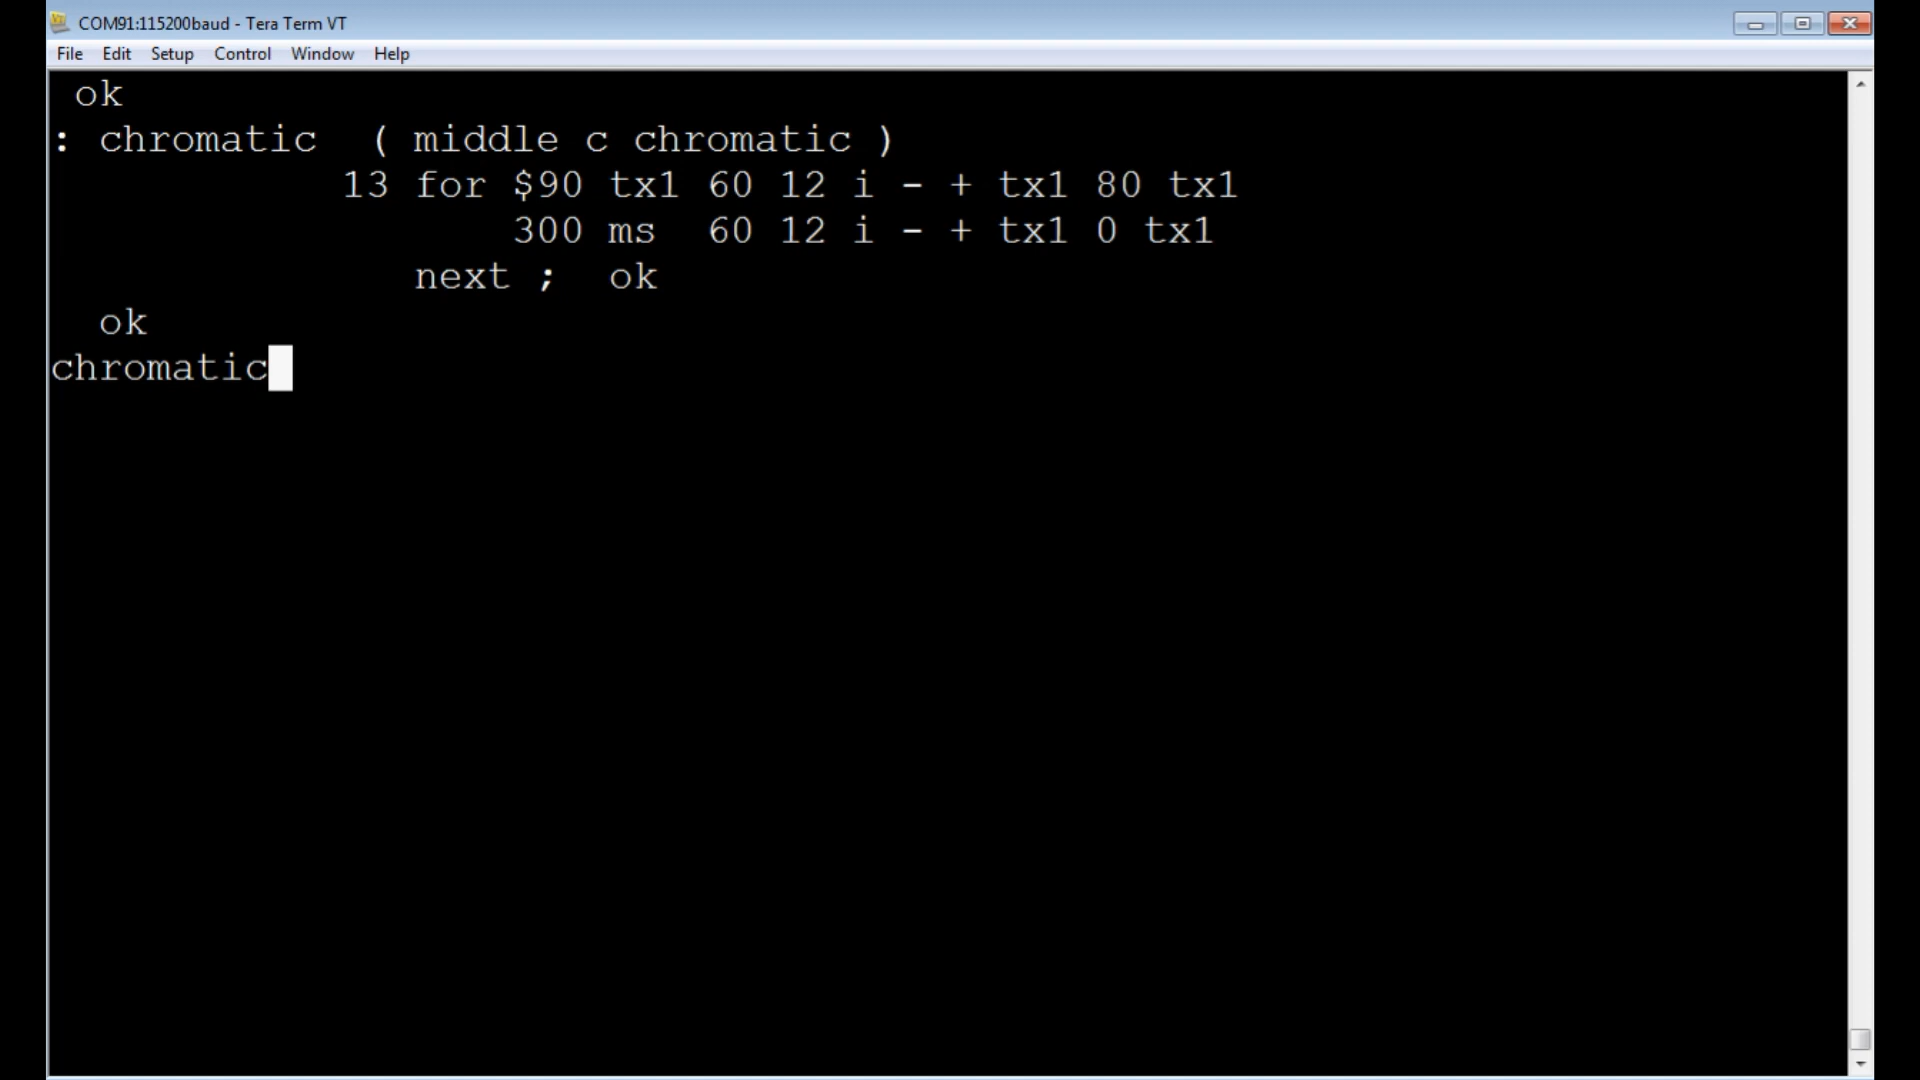 COM91:115200baud - Tera Term VT
File Edit Setup Control Window Help
ok
: chromatic ( middle c chromatic )
13 for $90 tx1 60 12 i - + tx1 80 tx1
300 ms 60 12 i - + tx1 0 tx1
next ; ok
ok
chromatic